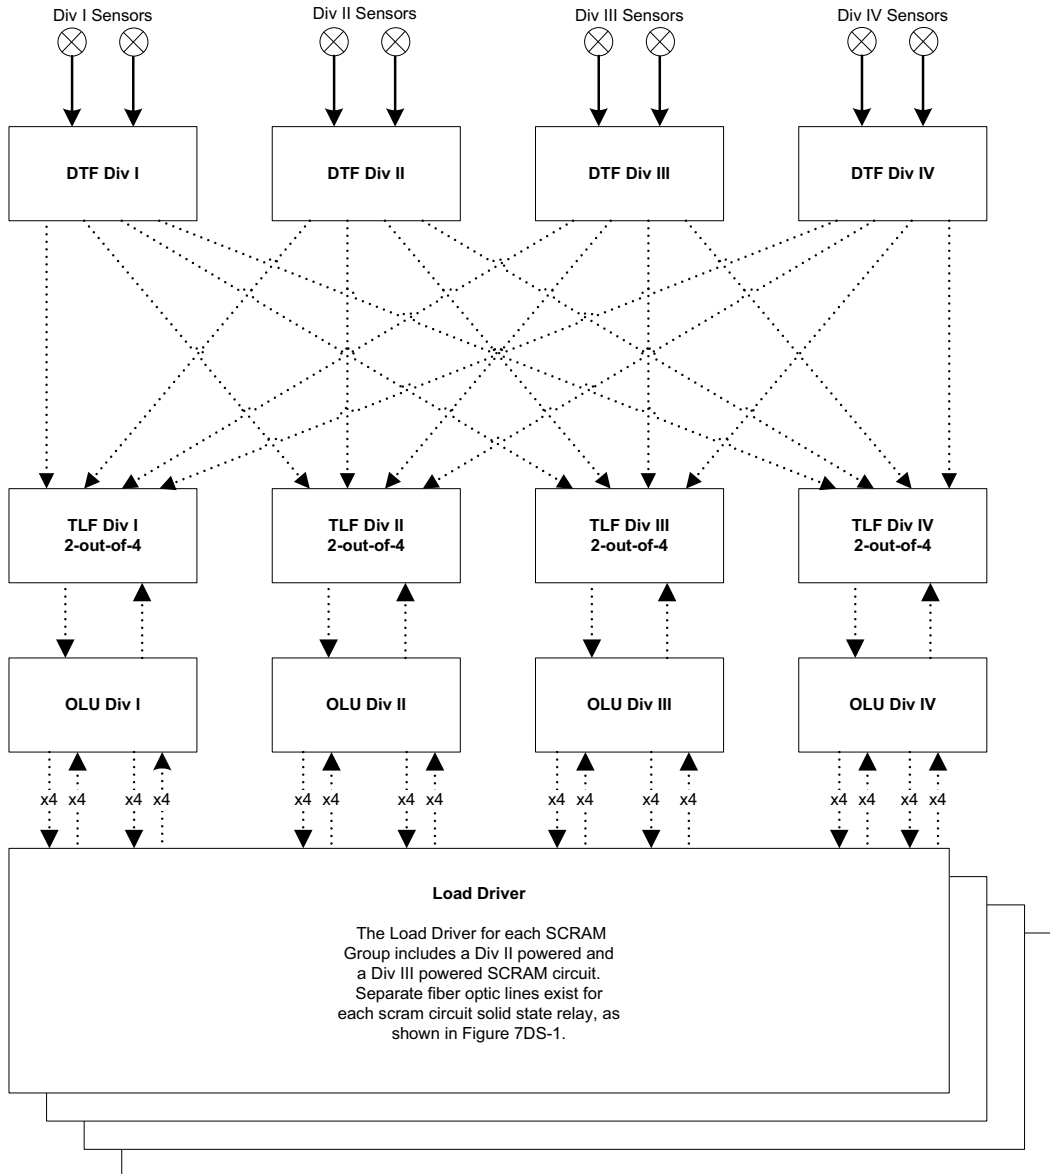 Div I Sensors
Div II Sensors
Div III Sensors
Div IV Sensors
DTF Div I
DTF Div II
DTF Div III
DTF Div IV
TLF Div I
2-out-of-4
TLF Div II
2-out-of-4
TLF Div III
2-out-of-4
TLF Div IV
2-out-of-4
OLU Div I
OLU Div II
OLU Div III
OLU Div IV
x4 x4 x4 x4
x4 x4 x4 x4
x4 x4 x4 x4
x4 x4 x4 x4
Load Driver
The Load Driver for each SCRAM
Group includes a Div II powered and
a Div III powered SCRAM circuit.
Separate fiber optic lines exist for
each scram circuit solid state relay, as
shown in Figure 7DS-1.